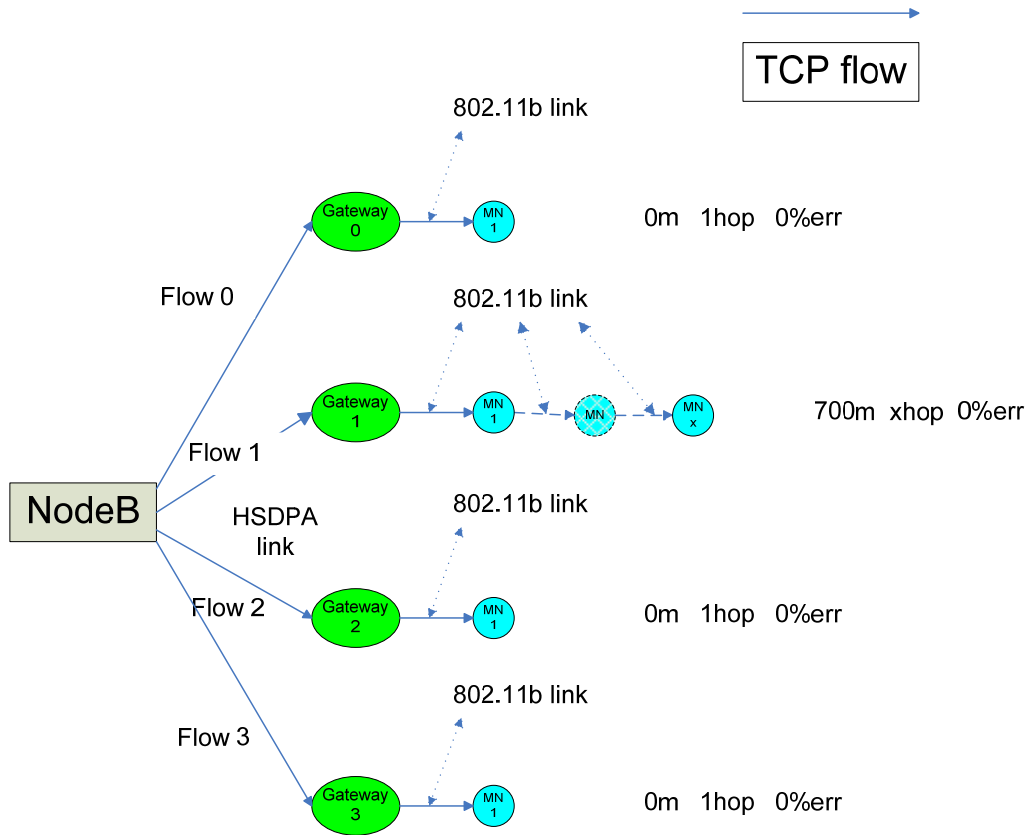 TCP flow
802.11b link
Gateway
0
MN
1
0m 1hop 0%err
Flow 0
802.11b link
Gateway
1
MN
1
MN
MN
x
700m xhop 0%err
Flow 1
NodeB
HSDPA
link
802.11b link
Flow 2
Gateway
2
MN
1
0m 1hop 0%err
802.11b link
Flow 3
Gateway
3
MN
1
0m 1hop 0%err